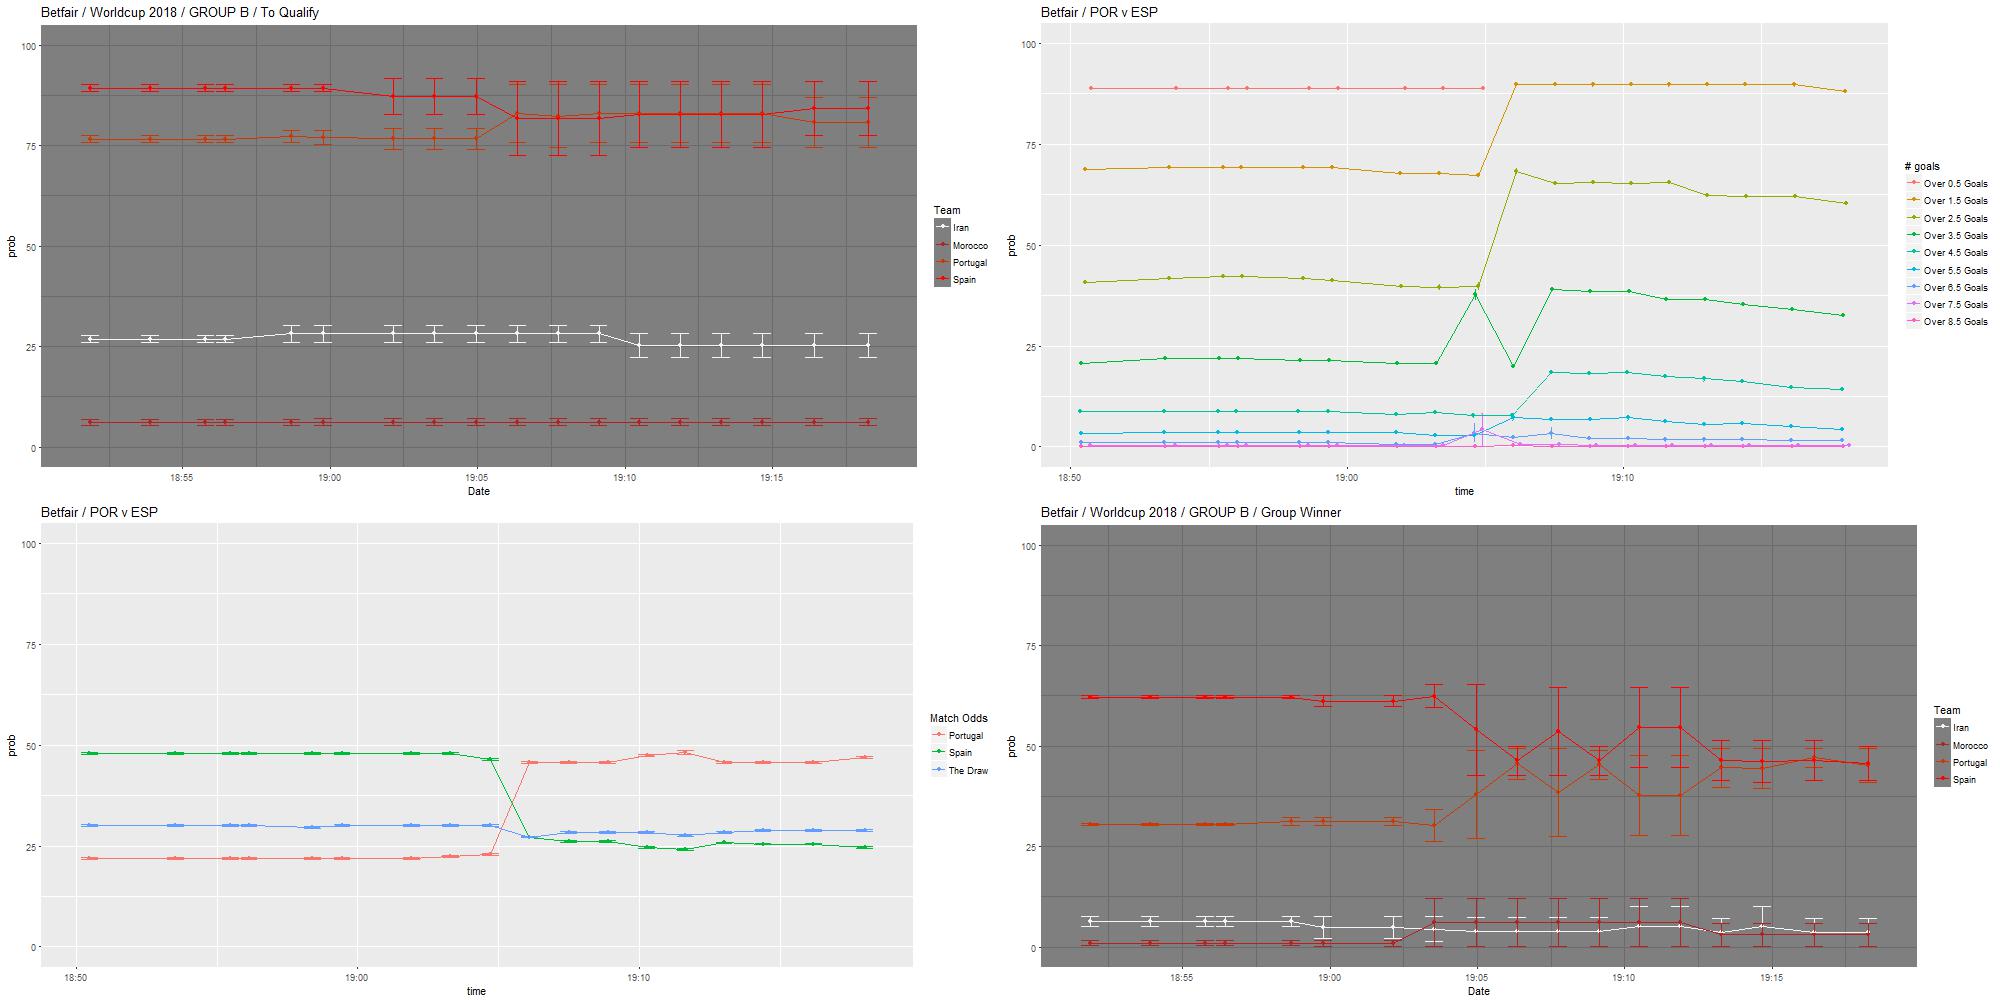 Betfair / Worldcup 2018 / GROUP B / To Qualify
100
75
50
25
0
prob
18:55
19:00
19:05
19:10
19:15
Date
Team
Iran
Morocco
Portugal
Spain
Betfair / POR v ESP
100
75
50
25
0
prob
18:50
19:00
19:10
time
# goals
Over 0.5 Goals
Over 1.5 Goals
Over 2.5 Goals
Over 3.5 Goals
Over 4.5 Goals
Over 5.5 Goals
Over 6.5 Goals
Over 7.5 Goals
Over 8.5 Goals
Betfair / POR v ESP
100
75
50
25
0
prob
18:50
19:00
19:10
time
Match Odds
Portugal
Spain
The Draw
Betfair / Worldcup 2018 / GROUP B / Group Winner
100
75
50
25
0
prob
18:55
19:00
19:05
19:10
19:15
Date
Team
Iran
Morocco
Portugal
Spain